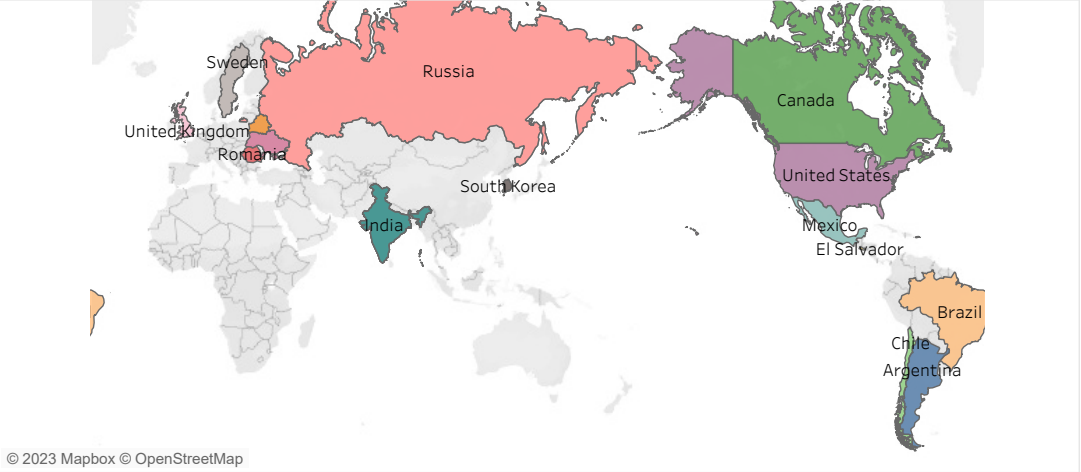 Sweden
Russia
Canada
United Kingdom
Romania
South Korea
United States
India
Mexico
El Salvador
Brazil
Chile
Argentina
© 2023 Mapbox © OpenStreetMap